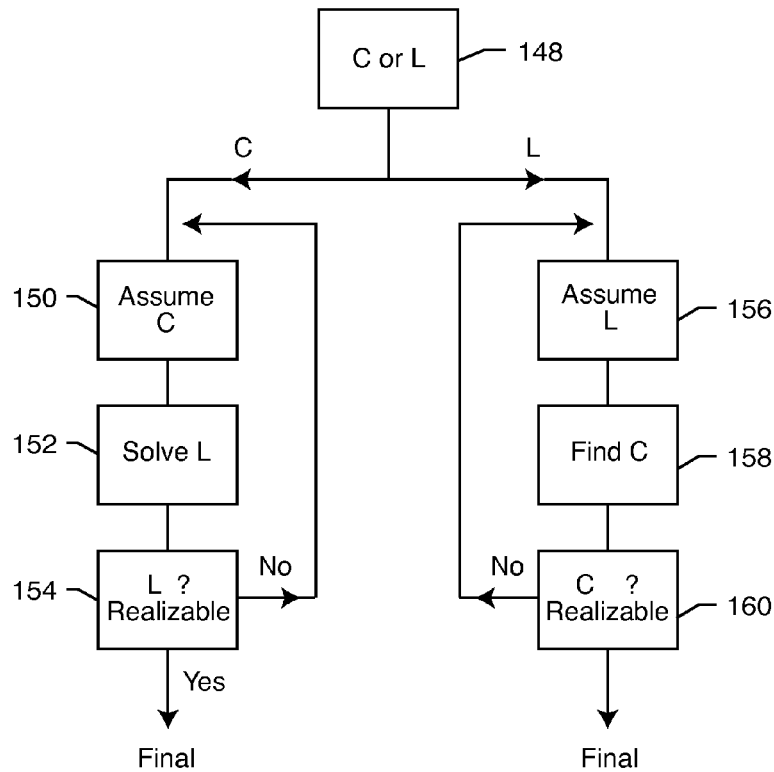 C or L
148
C
L
150
Assume
C
Assume
L
156
152
Solve L
Find C
158
154
L ?
Realizable
No
No
C ?
Realizable
160
Yes
Final
Final